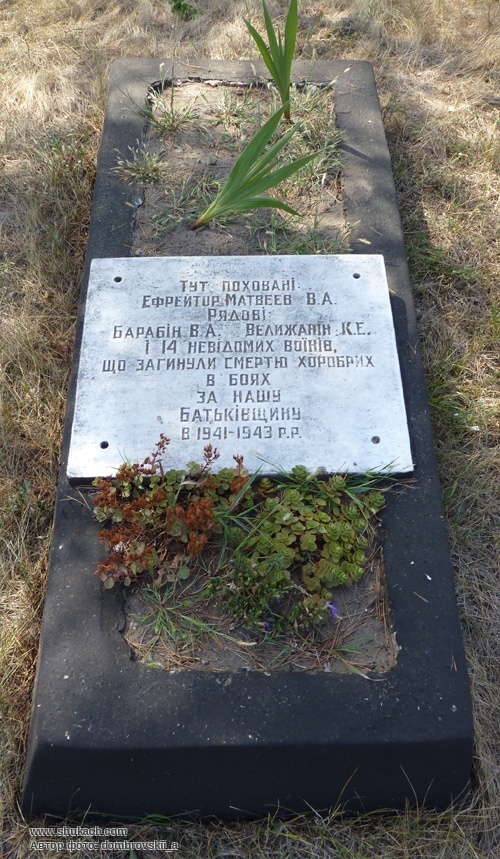 Тут поховані:
Ефрейтор Матвеев В.А.
Рядові:
Барабін В.А. Велижанін К.Е.
і 14 невідомих воїнів,
що загинули смертю хоробрих
в боях
за нашу
Батьківщину
в 1941-1943 р.р.
www.shukach.com
Автор фото: dombrovskii_a